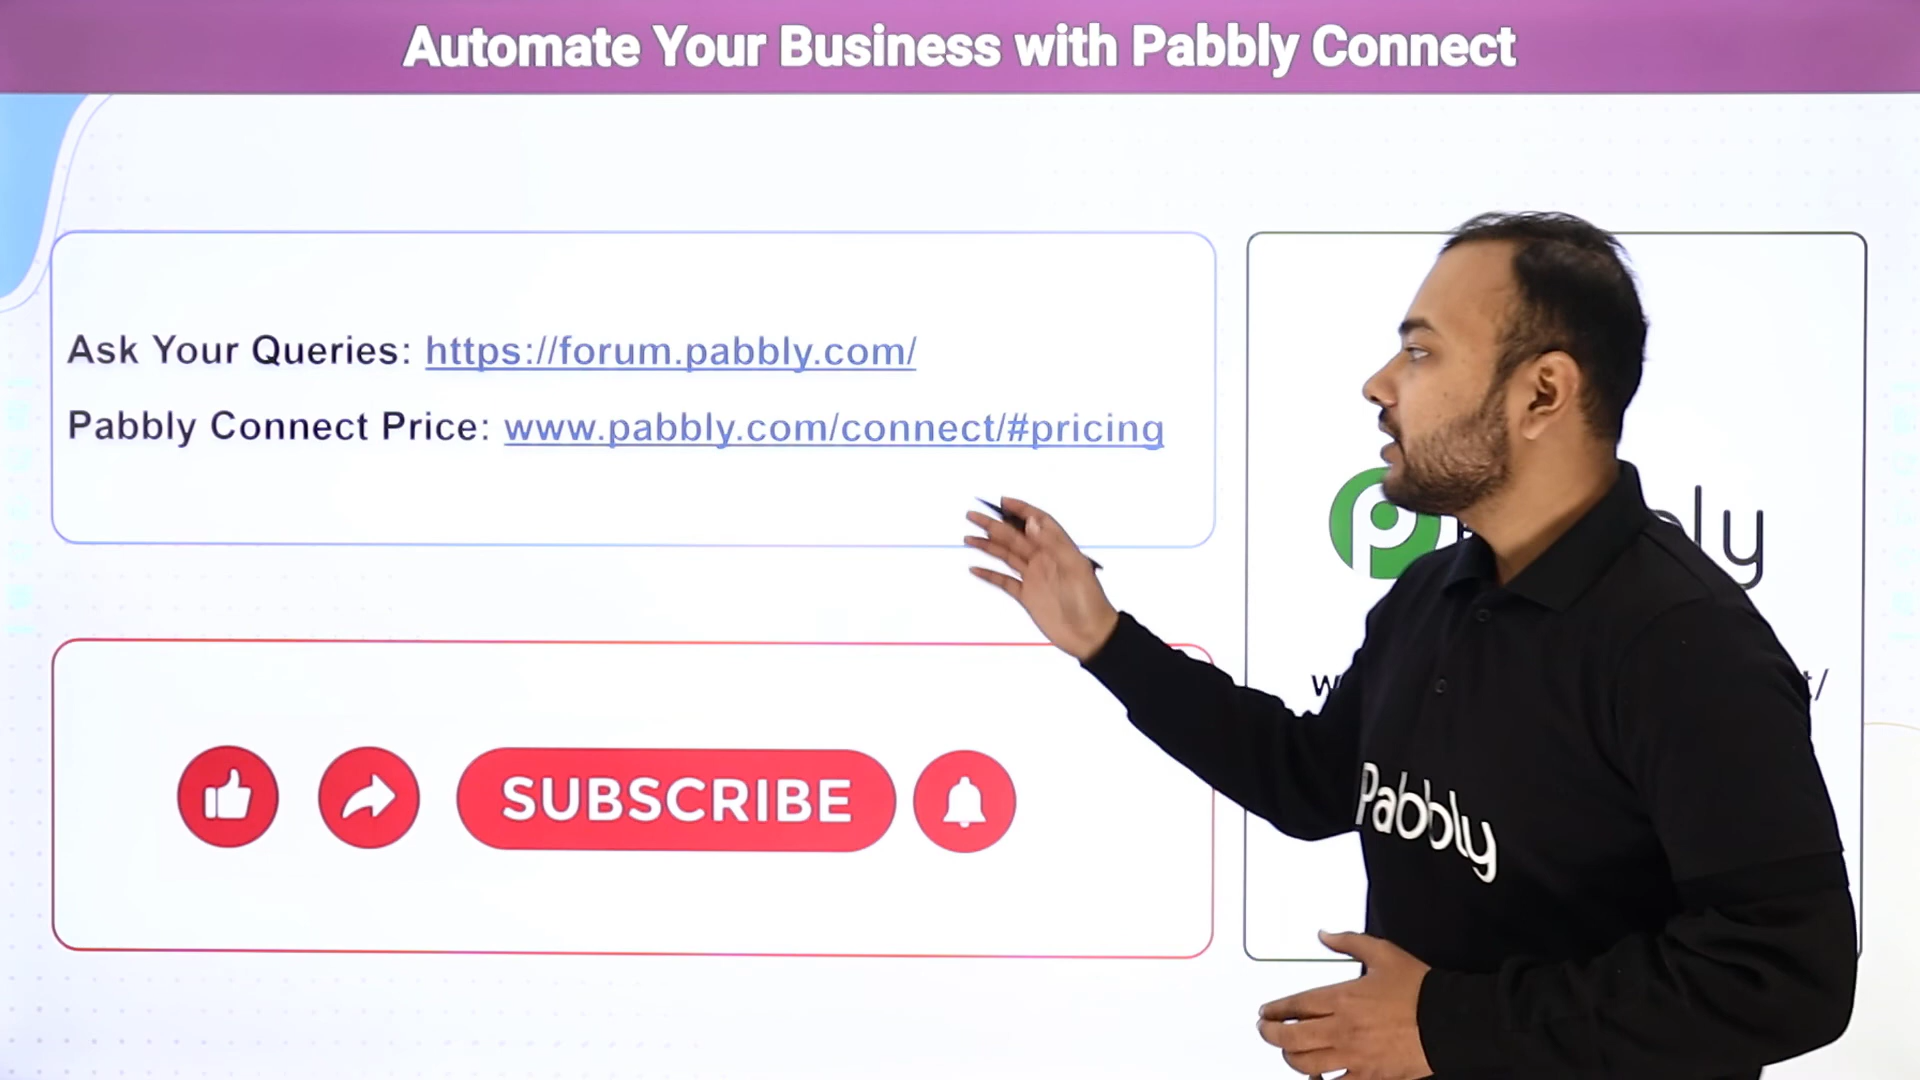 Automate Your Business with Pabbly Connect
Ask Your Queries: https://forum.pabbly.com/
Pabbly Connect Price: www.pabbly.com/connect/#pricing
SUBSCRIBE
Pabbly